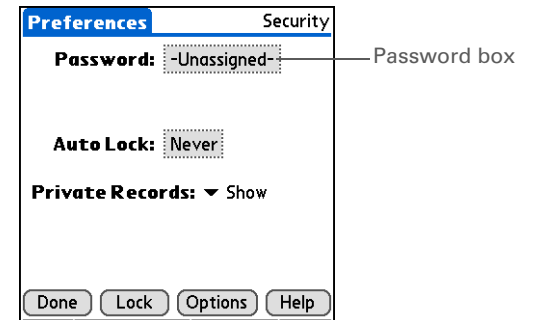 Preferences Security
Password: -Unassigned- Password box
Auto Lock: Never
Private Records: Show
Done Lock Options Help